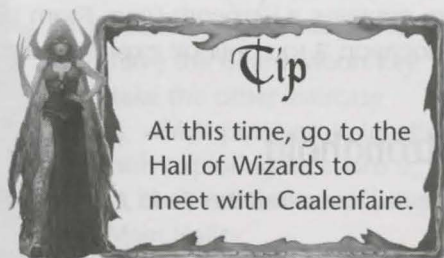 Tip
At this time, go to the
Hall of Wizards to
meet with Caalenfaire.